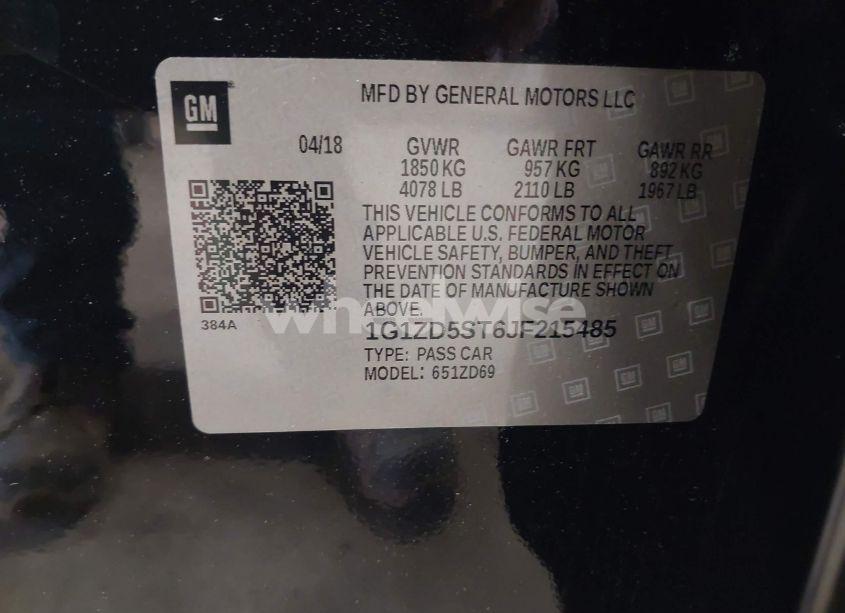 GM
MFD BY GENERAL MOTORS LLC
04/18 GVWR GAWR FRT GAWR RR
1850 KG 957 KG 892 KG
4078 LB 2110 LB 1967 LB
THIS VEHICLE CONFORMS TO ALL
APPLICABLE U.S. FEDERAL MOTOR
VEHICLE SAFETY, BUMPER, AND THEFT
PREVENTION STANDARDS IN EFFECT ON
THE DATE OF MANUFACTURE SHOWN
ABOVE.
384A
1G1ZD5ST6JF215485
TYPE: PASS CAR
MODEL: 651ZD69
wheelwise